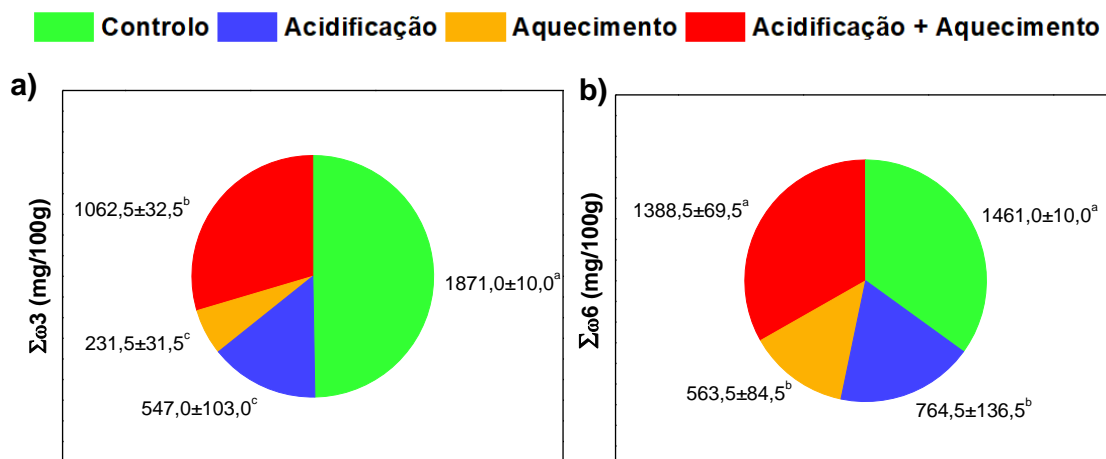 Controlo Acidificação Aquecimento Acidificação + Aquecimento
a)
Σω3 (mg/100g)
1062,5±32,5ᵇ
1871,0±10,0ᵃ
231,5±31,5ᶜ
547,0±103,0ᶜ
b)
Σω6 (mg/100g)
1388,5±69,5ᵃ
1461,0±10,0ᵃ
563,5±84,5ᵇ
764,5±136,5ᵇ